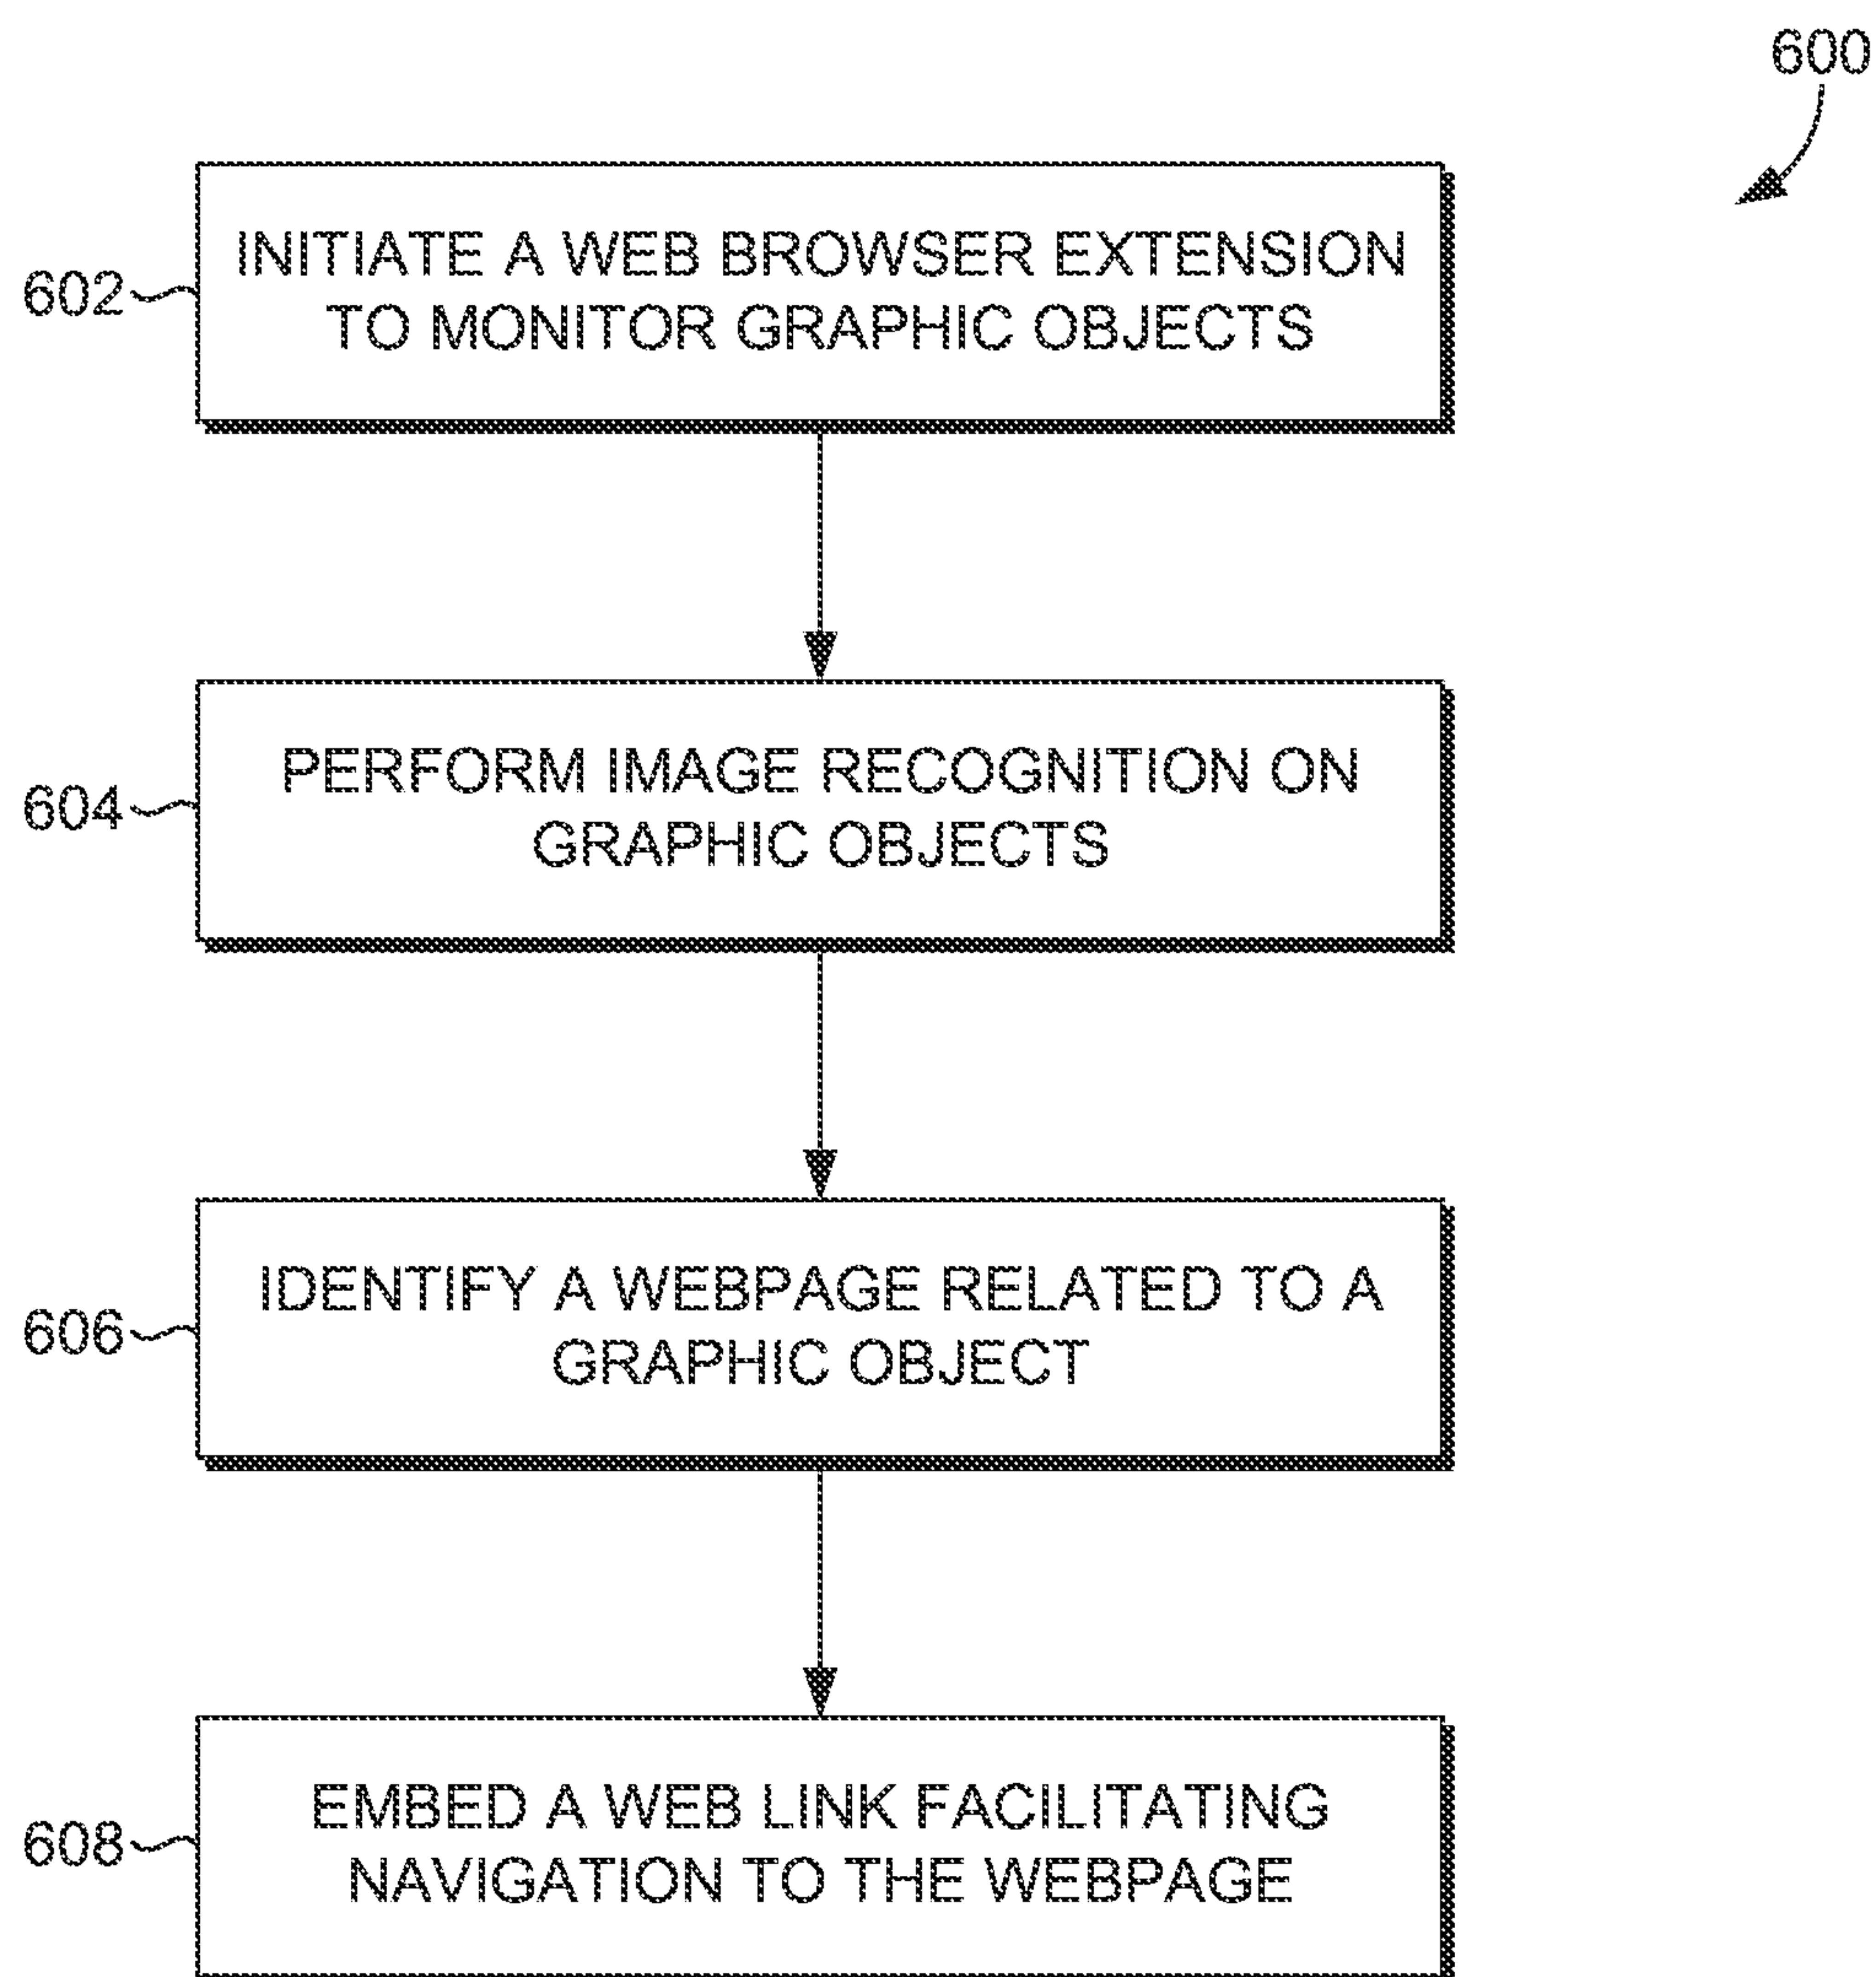 600
INITIATE A WEB BROWSER EXTENSION
TO MONITOR GRAPHIC OBJECTS
602
PERFORM IMAGE RECOGNITION ON
GRAPHIC OBJECTS
604
IDENTIFY A WEBPAGE RELATED TO A
GRAPHIC OBJECT
606
EMBED A WEB LINK FACILITATING
NAVIGATION TO THE WEBPAGE
608